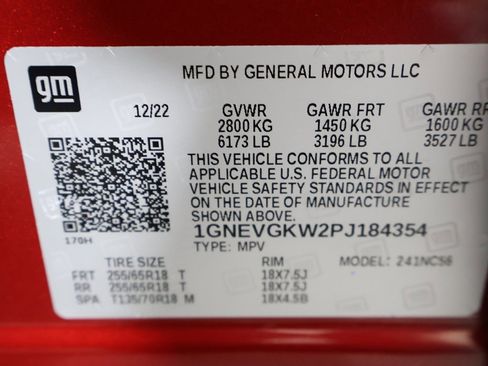 gm
MFD BY GENERAL MOTORS LLC
12/22 GVWR GAWR FRT GAWR RR
2800 KG 1450 KG 1600 KG
6173 LB 3196 LB 3527 LB
THIS VEHICLE CONFORMS TO ALL
APPLICABLE U.S. FEDERAL MOTOR
VEHICLE SAFETY STANDARDS IN EFFECT
ON THE DATE OF MANUFACTURE
SHOWN ABOVE.
170H
1GNEVGKW2PJ184354
TYPE: MPV
TIRE SIZE RIM MODEL: 241NC56
FRT 255/65R18 T 18X7.5J
RR 255/65R18 T 18X7.5J
SPA T135/70R18 M 18X4.5B